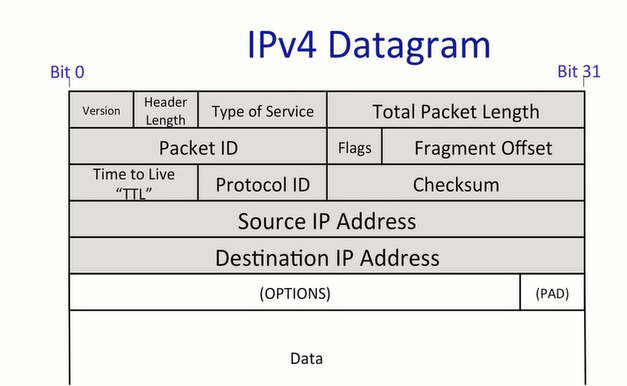 IPv4 Datagram
Bit 0
Bit 31
Version
Header
Length
Type of Service
Total Packet Length
Packet ID
Flags
Fragment Offset
Time to Live
“TTL”
Protocol ID
Checksum
Source IP Address
Destination IP Address
(OPTIONS)
(PAD)
Data